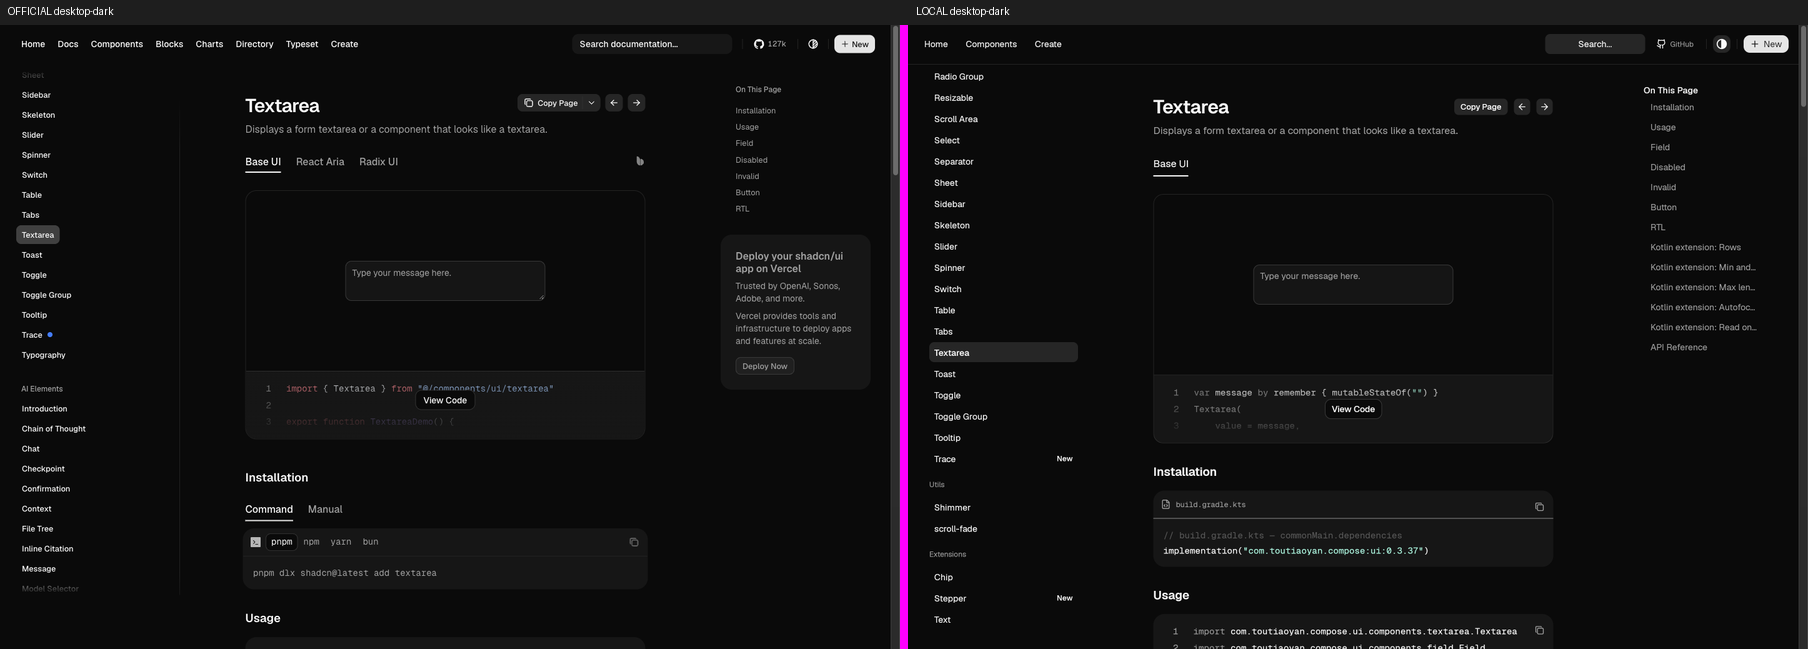 OFFICIAL desktop-dark
Home Docs Components Blocks Charts Directory Typeset Create
Search documentation...
127k
+ New
Sheet
Sidebar
Skeleton
Slider
Spinner
Switch
Table
Tabs
Textarea
Toast
Toggle
Toggle Group
Tooltip
Trace
Typography
AI Elements
Introduction
Chain of Thought
Chat
Checkpoint
Confirmation
Context
File Tree
Inline Citation
Message
Model Selector
Textarea
Copy Page
Displays a form textarea or a component that looks like a textarea.
Base UI React Aria Radix UI
Type your message here.
1 import { Textarea } from "@/components/ui/textarea"
2
3 export function TextareaDemo() {
View Code
Installation
Command Manual
pnpm npm yarn bun
pnpm dlx shadcn@latest add textarea
Usage
On This Page
Installation
Usage
Field
Disabled
Invalid
Button
RTL
Deploy your shadcn/ui
app on Vercel
Trusted by OpenAI, Sonos,
Adobe, and more.
Vercel provides tools and
infrastructure to deploy apps
and features at scale.
Deploy Now
LOCAL desktop-dark
Home Components Create
Search...
GitHub
+ New
Radio Group
Resizable
Scroll Area
Select
Separator
Sheet
Sidebar
Skeleton
Slider
Spinner
Switch
Table
Tabs
Textarea
Toast
Toggle
Toggle Group
Tooltip
Trace New
Utils
Shimmer
scroll-fade
Extensions
Chip
Stepper New
Text
Textarea
Copy Page
Displays a form textarea or a component that looks like a textarea.
Base UI
Type your message here.
1 var message by remember { mutableStateOf("") }
2 Textarea(
3 value = message,
View Code
Installation
build.gradle.kts
// build.gradle.kts — commonMain.dependencies
implementation("com.toutiaoyan.compose:ui:0.3.37")
Usage
1 import com.toutiaoyan.compose.ui.components.textarea.Textarea
2 import com.toutiaoyan.compose.ui.components.field.Field
On This Page
Installation
Usage
Field
Disabled
Invalid
Button
RTL
Kotlin extension: Rows
Kotlin extension: Min and...
Kotlin extension: Max len...
Kotlin extension: Autofoc...
Kotlin extension: Read on...
API Reference